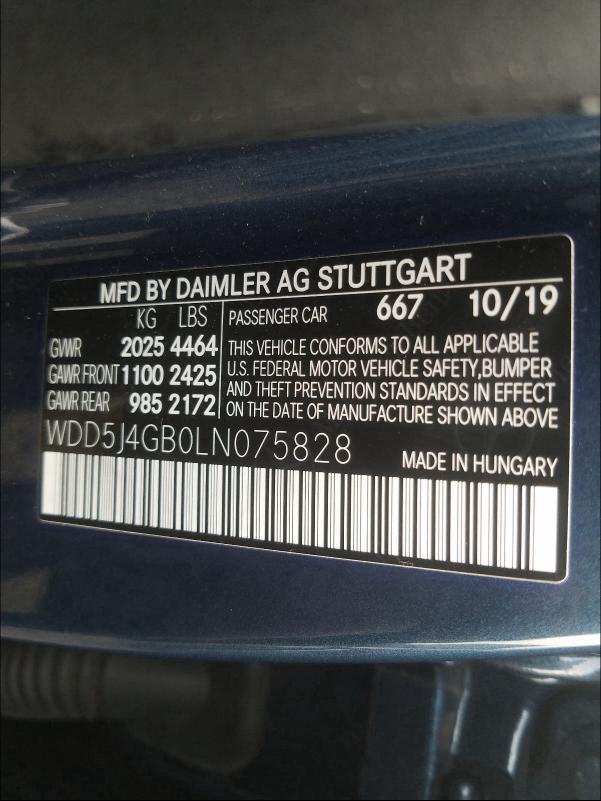 MFD BY DAIMLER AG STUTTGART
KG LBS PASSENGER CAR 667 10/19
GVWR 2025 4464 THIS VEHICLE CONFORMS TO ALL APPLICABLE
GAWR FRONT 1100 2425 U.S. FEDERAL MOTOR VEHICLE SAFETY,BUMPER
GAWR REAR 985 2172 AND THEFT PREVENTION STANDARDS IN EFFECT
ON THE DATE OF MANUFACTURE SHOWN ABOVE
WDD5J4GB0LN075828 MADE IN HUNGARY